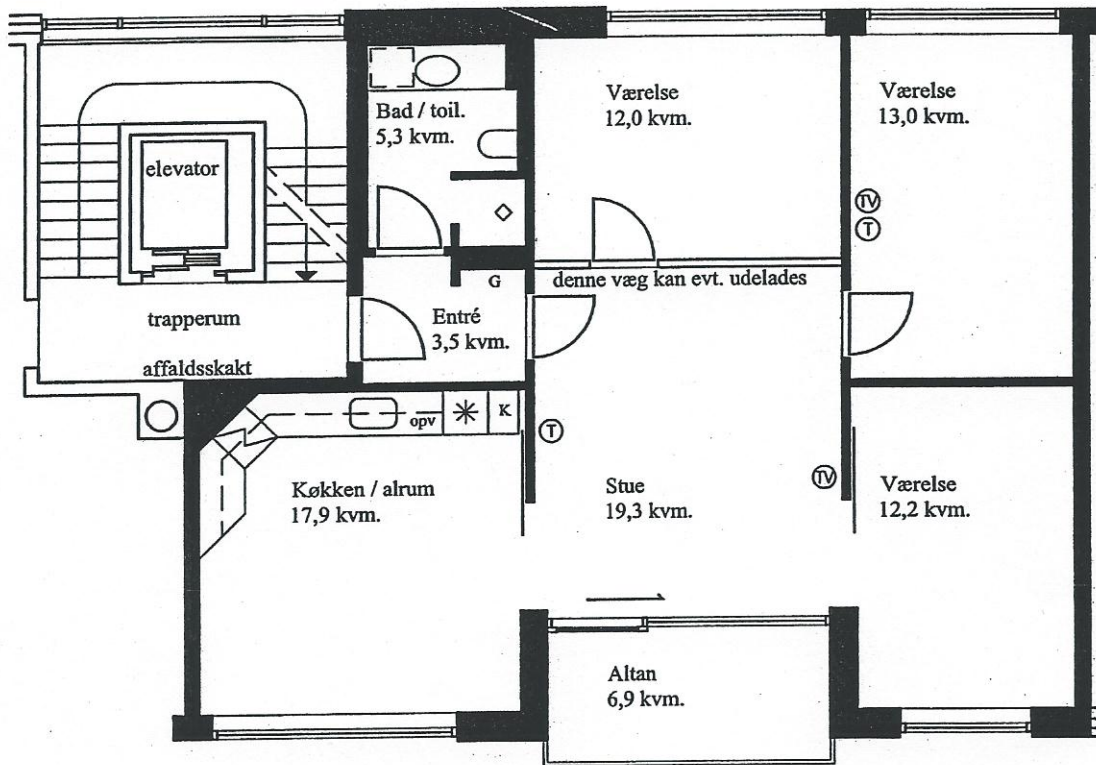 elevator
trapperum
affaldsskakt
Bad / toil.
5,3 kvm.
Værelse
12,0 kvm.
Værelse
13,0 kvm.
TV
T
G
denne væg kan evt. udelades
Entré
3,5 kvm.
opv
K
T
Køkken / alrum
17,9 kvm.
Stue
19,3 kvm.
TV
Værelse
12,2 kvm.
Altan
6,9 kvm.